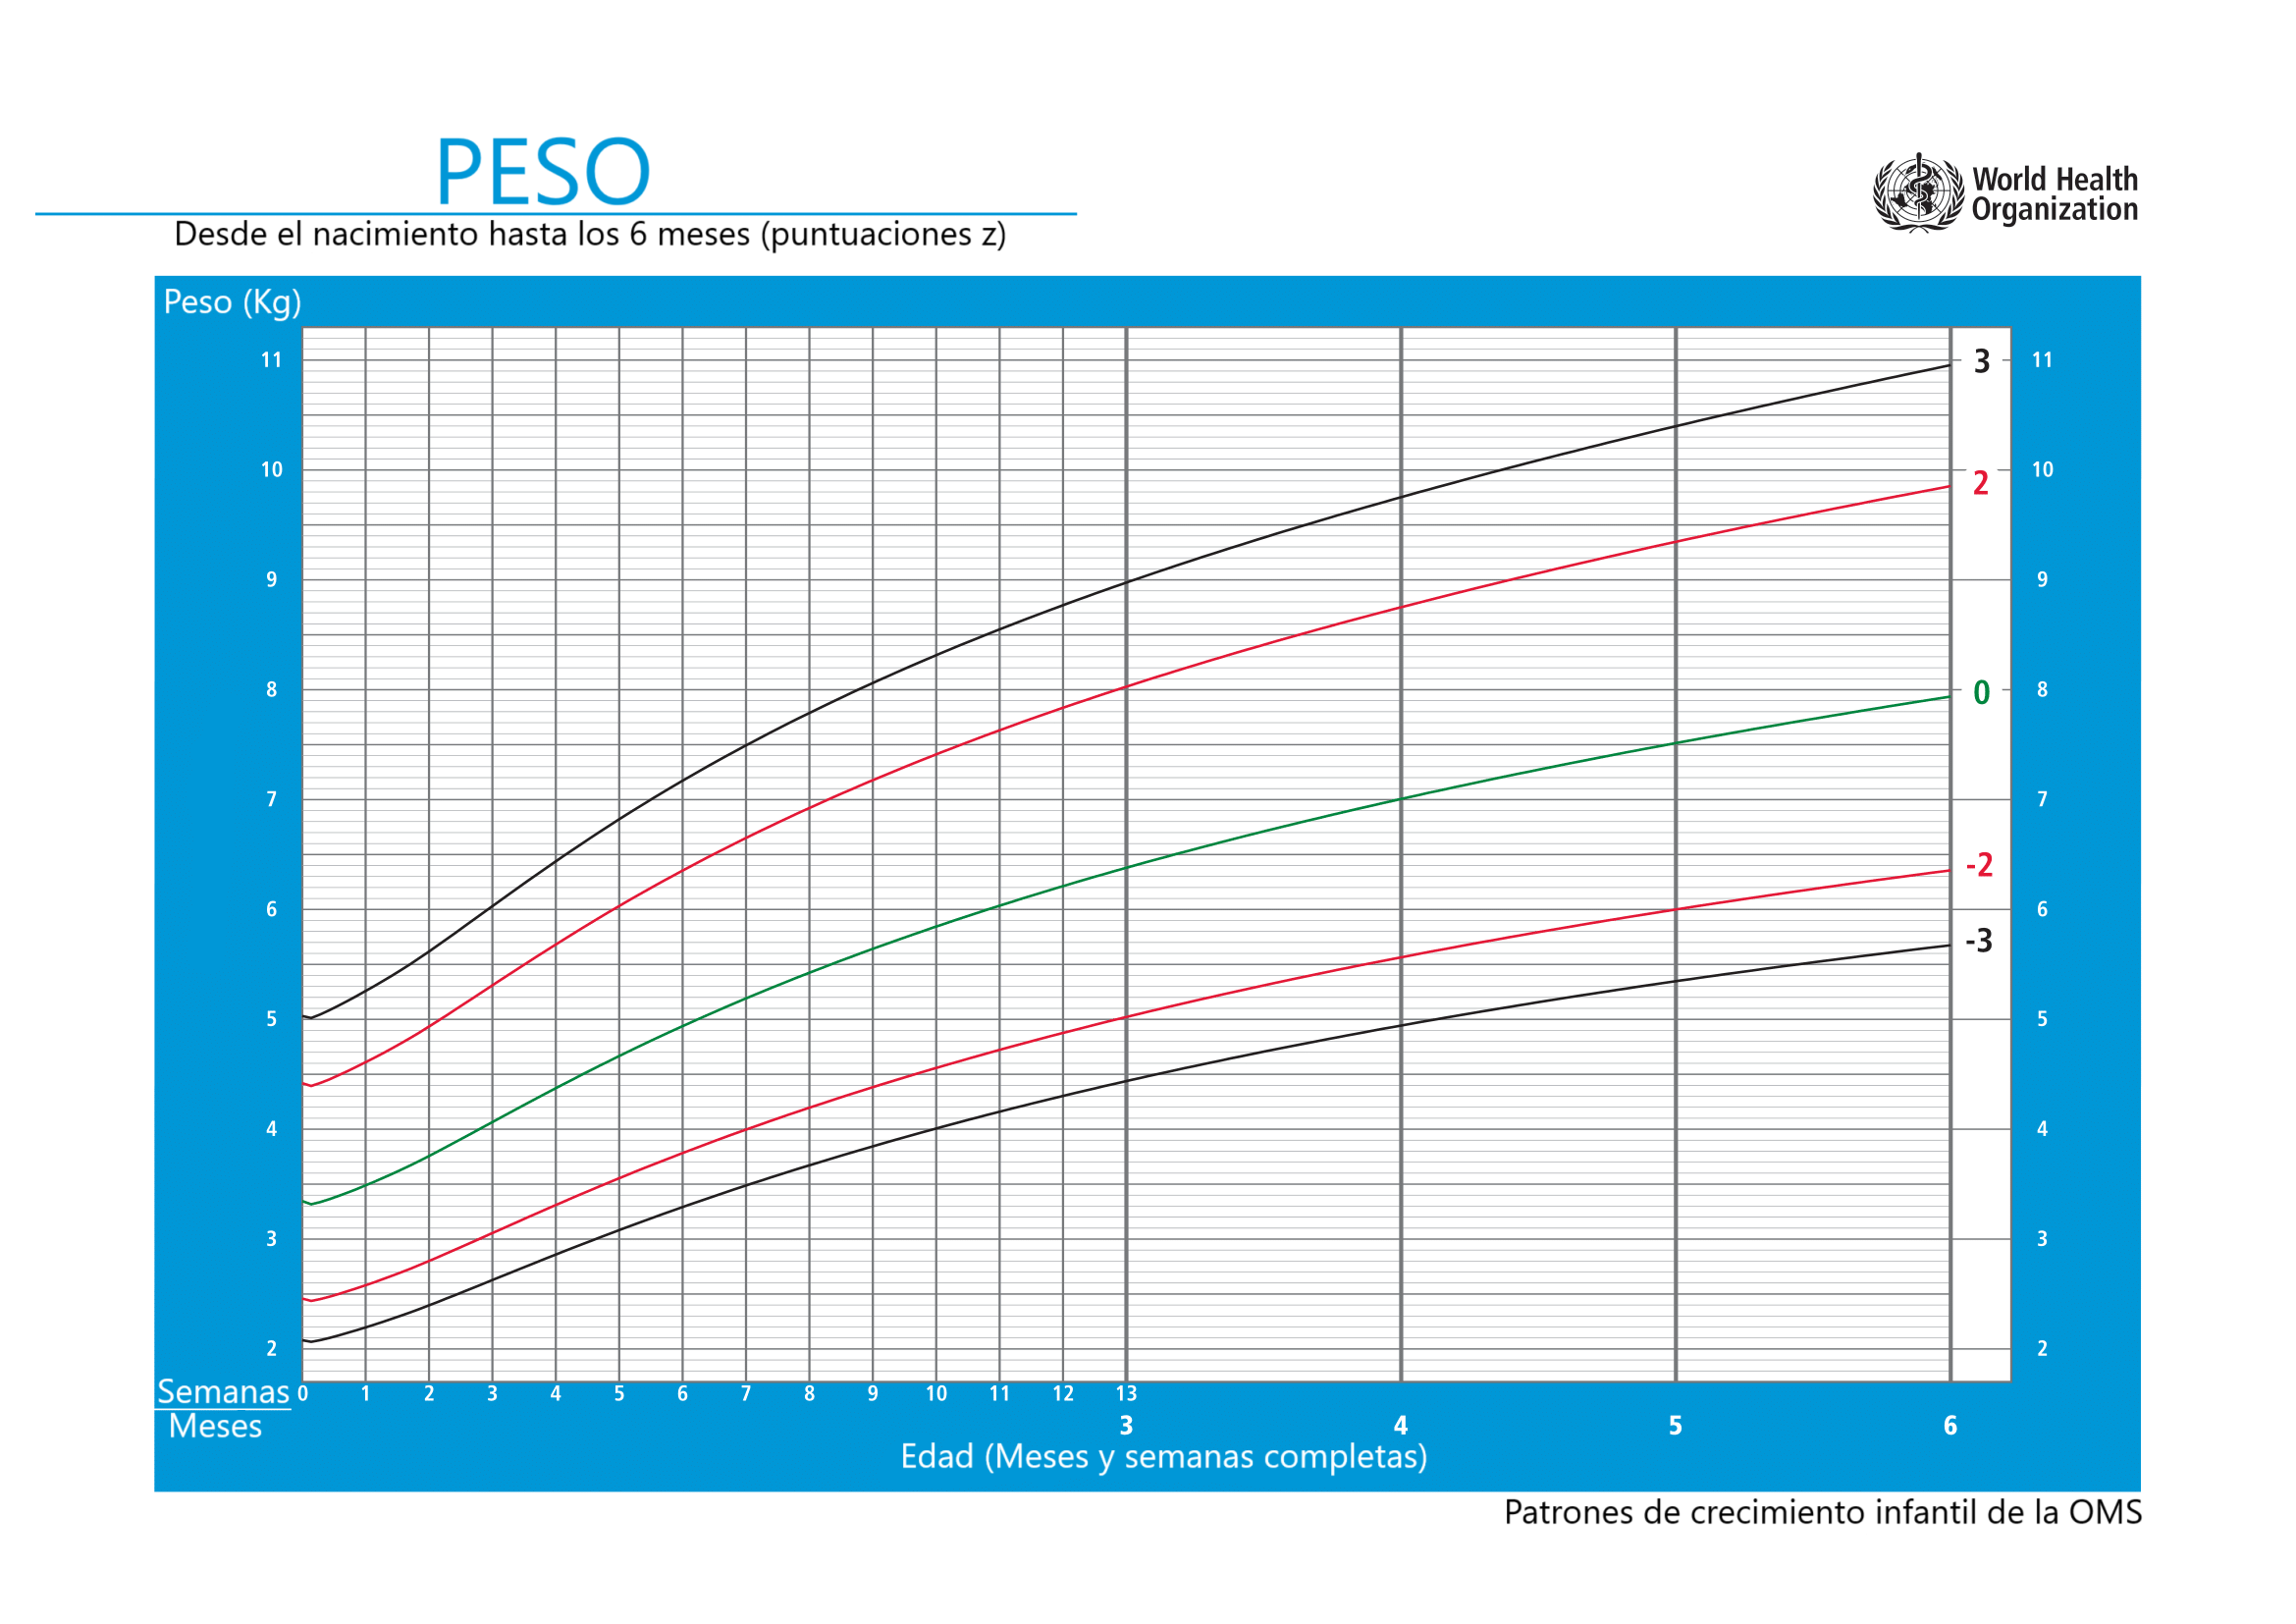 PESO
Desde el nacimiento hasta los 6 meses (puntuaciones z)
World Health
Organization
Peso (Kg)
11 3 11
10 2 10
9 9
8 0 8
7 7
-2
6 6
-3
5 5
4 4
3 3
2 2
Semanas 0 1 2 3 4 5 6 7 8 9 10 11 12 13
Meses 3 4 5 6
Edad (Meses y semanas completas)
Patrones de crecimiento infantil de la OMS